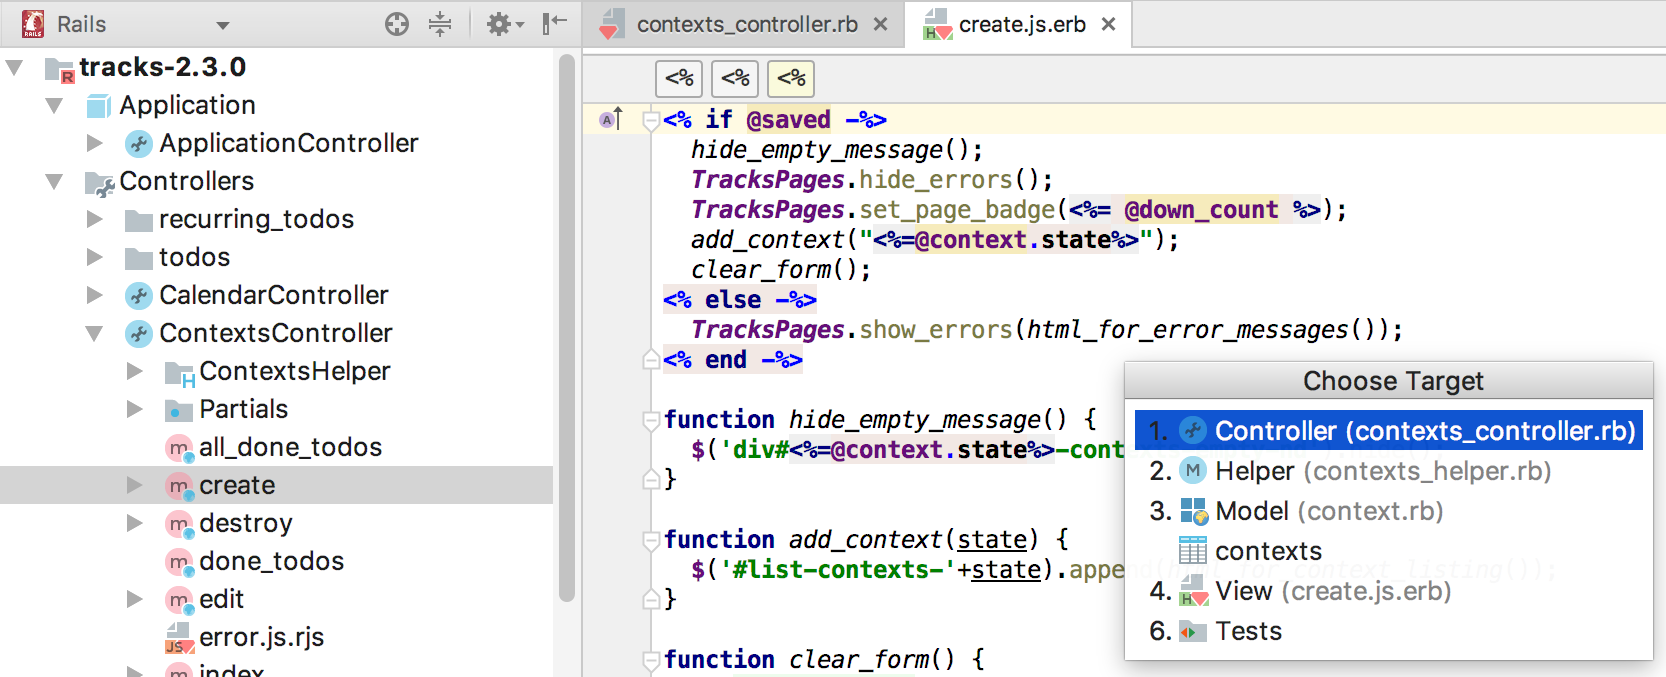 Rails
contexts_controller.rb
create.js.erb
tracks-2.3.0
Application
ApplicationController
Controllers
recurring_todos
todos
CalendarController
ContextsController
ContextsHelper
Partials
all_done_todos
create
destroy
done_todos
edit
error.js.rjs
index
<% <% <%
<% if @saved -%>
hide_empty_message();
TracksPages.hide_errors();
TracksPages.set_page_badge(<%= @down_count %>);
add_context("<%=@context.state%>");
clear_form();
<% else -%>
TracksPages.show_errors(html_for_error_messages());
<% end -%>
function hide_empty_message() {
$('div#<%=@context.state%>-cont
}
function add_context(state) {
$('#list-contexts-'+state).append(html_for_context_listing());
}
function clear_form() {
Choose Target
1. Controller (contexts_controller.rb)
2. Helper (contexts_helper.rb)
3. Model (context.rb)
contexts
4. View (create.js.erb)
6. Tests